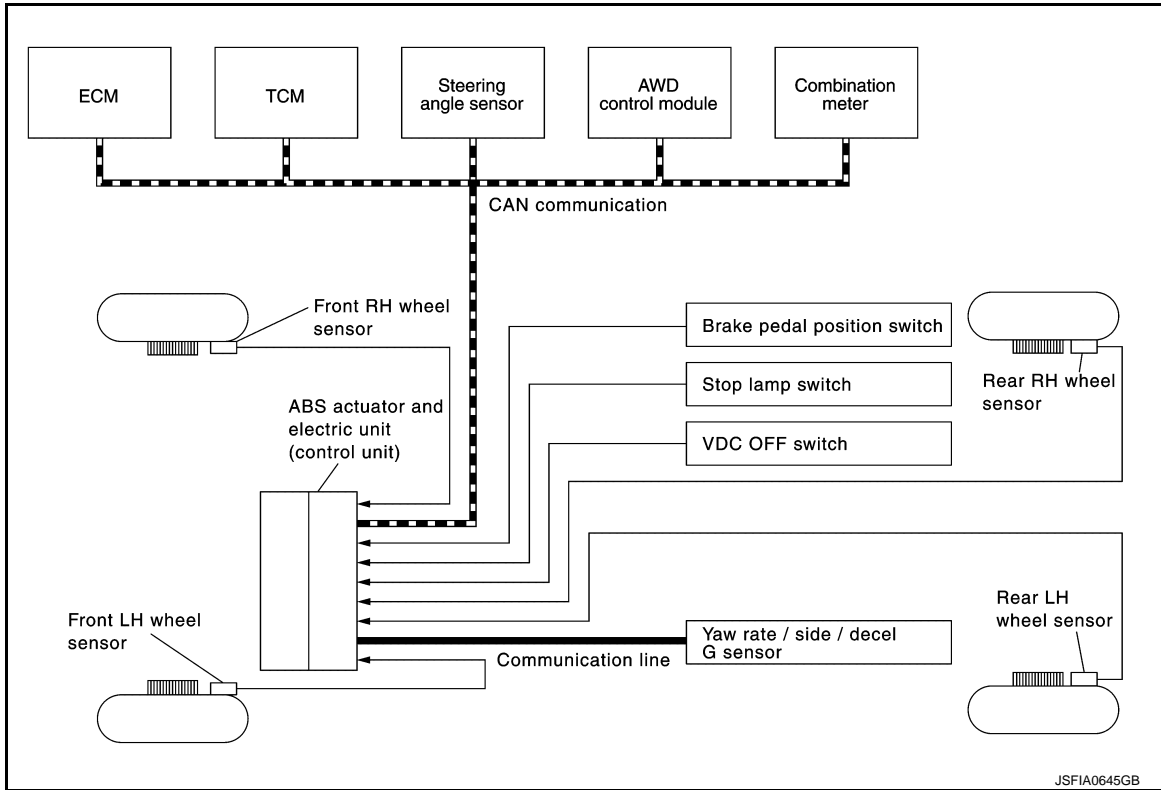 ECM
TCM
Steering
angle sensor
AWD
control module
Combination
meter
CAN communication
Front RH wheel
sensor
Brake pedal position switch
Stop lamp switch
Rear RH wheel
sensor
ABS actuator and
electric unit
(control unit)
VDC OFF switch
Front LH wheel
sensor
Rear LH
wheel sensor
Yaw rate / side / decel
G sensor
Communication line
JSFIA0645GB